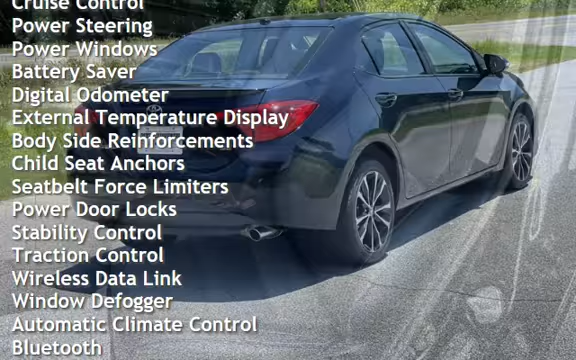 Cruise Control
Power Steering
Power Windows
Battery Saver
Digital Odometer
External Temperature Display
Body Side Reinforcements
Child Seat Anchors
Seatbelt Force Limiters
Power Door Locks
Stability Control
Traction Control
Wireless Data Link
Window Defogger
Automatic Climate Control
Bluetooth